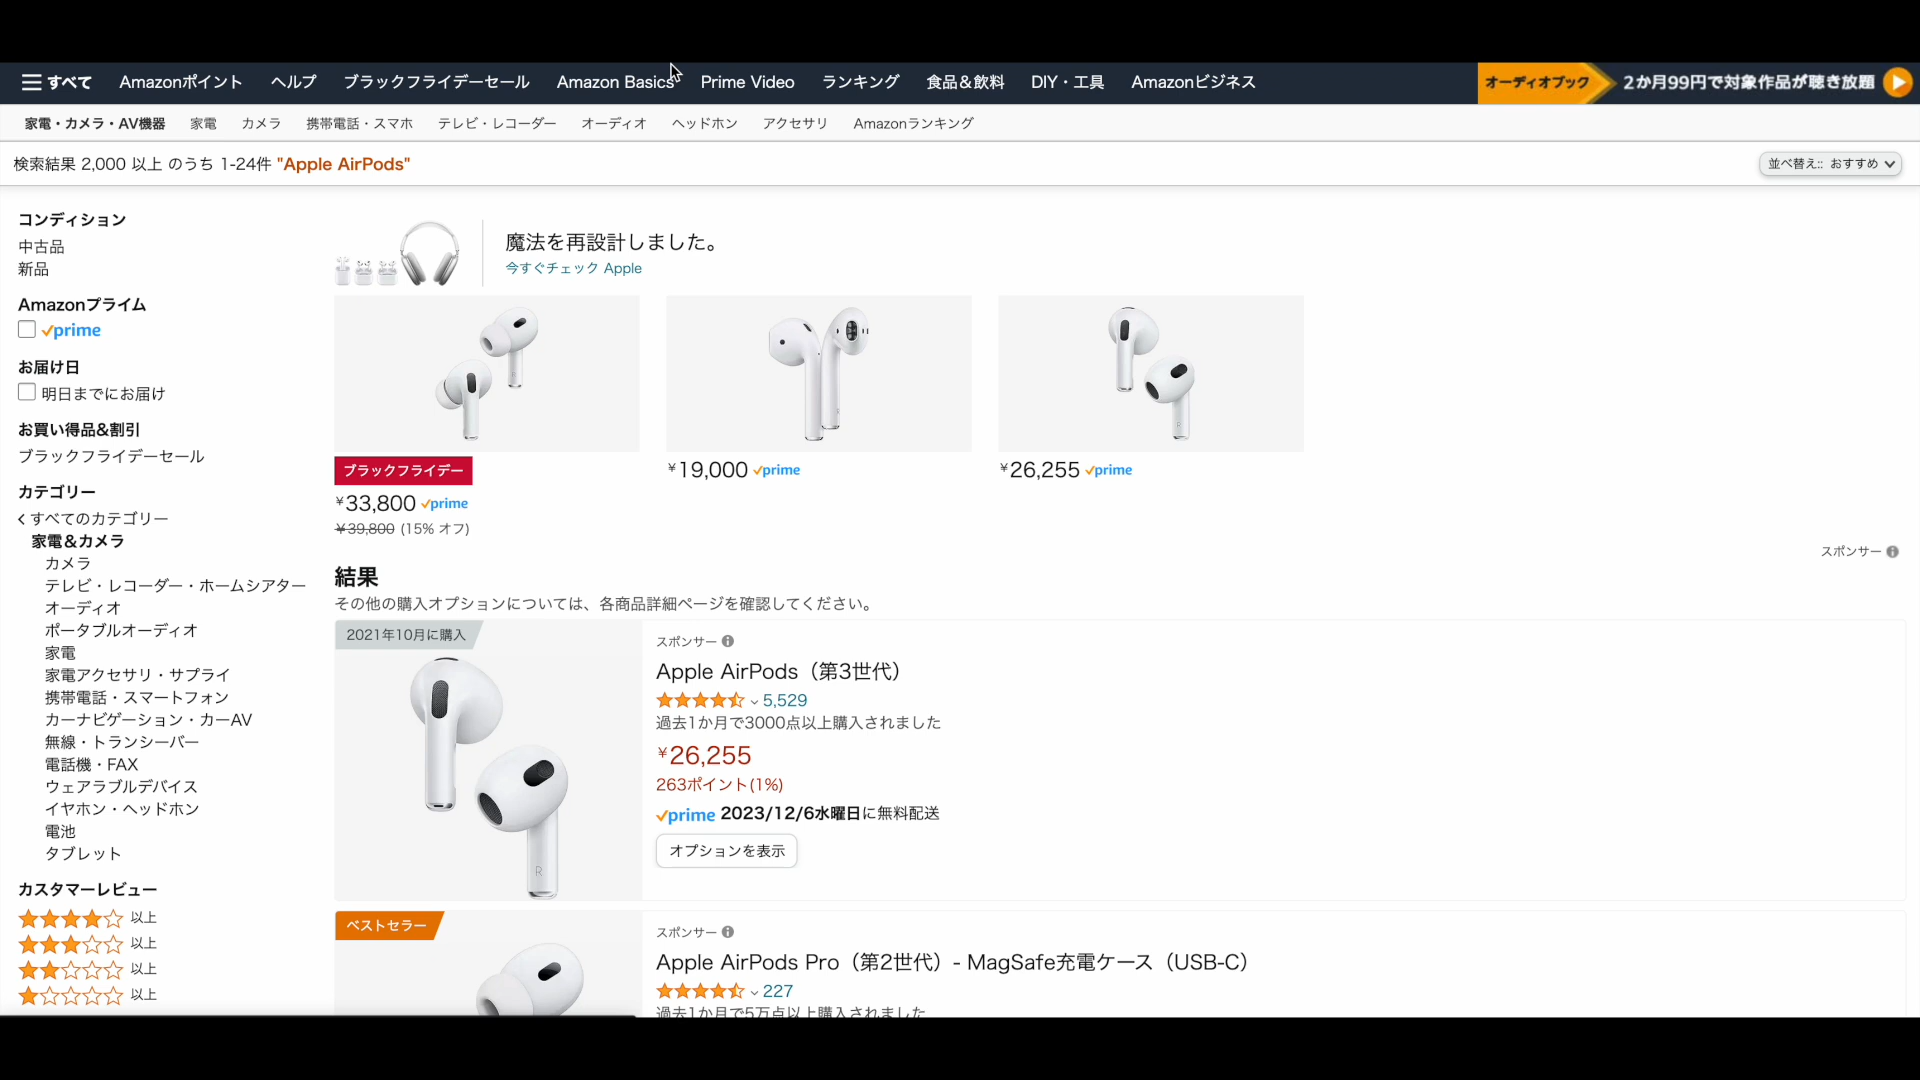 すべて Amazonポイント ヘルプ ブラックフライデーセール Amazon Basics Prime Video ランキング 食品&飲料 DIY・工具 Amazonビジネス オーディオブック 2か月99円で対象作品が聴き放題
家電・カメラ・AV機器 家電 カメラ 携帯電話・スマホ テレビ・レコーダー オーディオ ヘッドホン アクセサリ Amazonランキング
検索結果 2,000 以上 のうち 1-24件 "Apple AirPods"
並べ替え:: おすすめ
コンディション
中古品
新品
Amazonプライム
prime
お届け日
明日までにお届け
お買い得品&割引
ブラックフライデーセール
カテゴリー
すべてのカテゴリー
家電&カメラ
カメラ
テレビ・レコーダー・ホームシアター
オーディオ
ポータブルオーディオ
家電
家電アクセサリ・サプライ
携帯電話・スマートフォン
カーナビゲーション・カーAV
無線・トランシーバー
電話機・FAX
ウェアラブルデバイス
イヤホン・ヘッドホン
電池
タブレット
カスタマーレビュー
以上
以上
以上
以上
魔法を再設計しました。
今すぐチェック Apple
ブラックフライデー
¥33,800 prime
¥39,800 (15% オフ)
¥19,000 prime
¥26,255 prime
スポンサー
結果
その他の購入オプションについては、各商品詳細ページを確認してください。
2021年10月に購入
スポンサー
Apple AirPods（第3世代）
5,529
過去1か月で3000点以上購入されました
¥26,255
263ポイント(1%)
prime 2023/12/6水曜日に無料配送
オプションを表示
ベストセラー
スポンサー
Apple AirPods Pro（第2世代）- MagSafe充電ケース（USB-C）
227
過去1か月で5万点以上購入されました